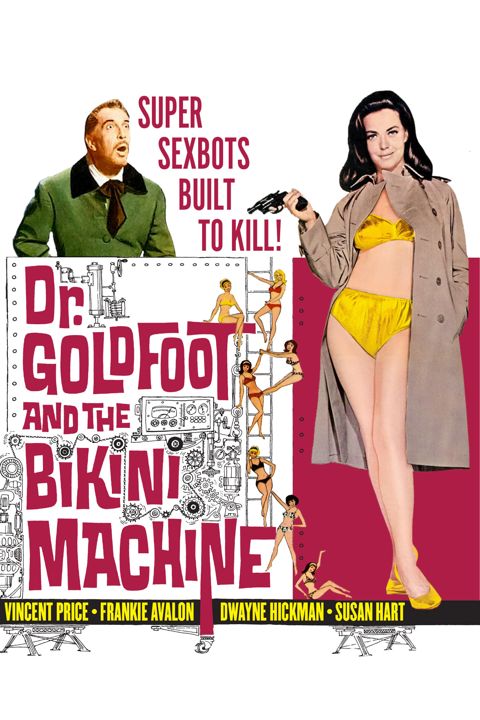 SUPER
SEXBOTS
BUILT
TO KILL!
Dr.
GOLDFOOT
AND THE
BIKINI
MACHINE
VINCENT PRICE • FRANKIE AVALON • DWAYNE HICKMAN • SUSAN HART